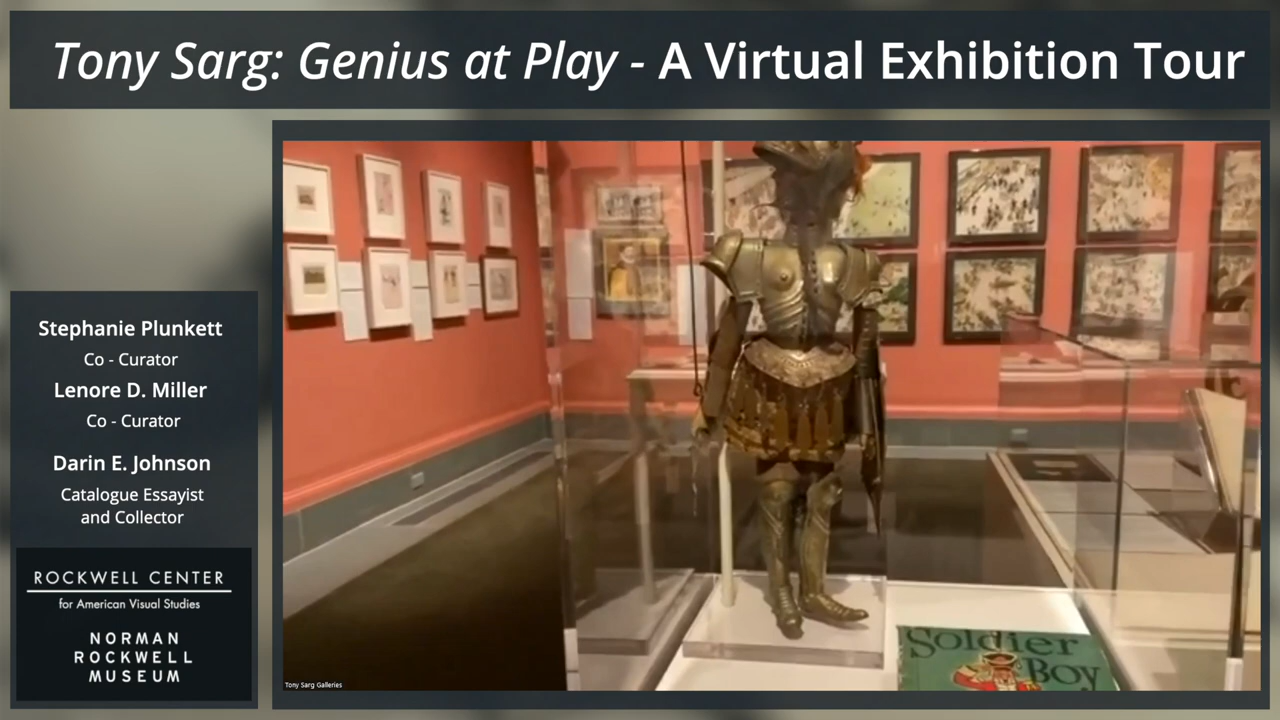 Tony Sarg: Genius at Play - A Virtual Exhibition Tour
Stephanie Plunkett
Co - Curator
Lenore D. Miller
Co - Curator
Darin E. Johnson
Catalogue Essayist
and Collector
ROCKWELL CENTER
for American Visual Studies
NORMAN
ROCKWELL
MUSEUM
Tony Sarg Galleries
Soldier
Boy